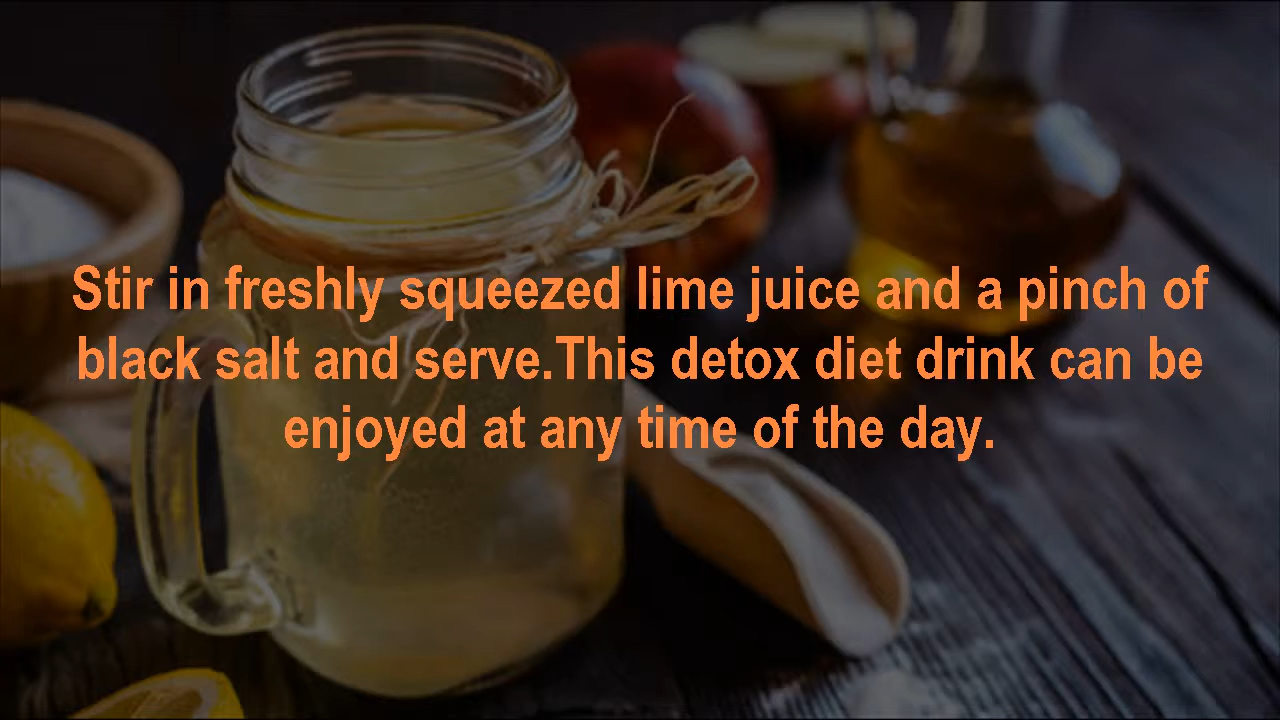 Stir in freshly squeezed lime juice and a pinch of
black salt and serve.This detox diet drink can be
enjoyed at any time of the day.